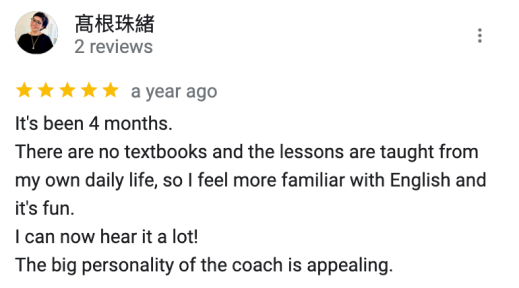 髙根珠緒
2 reviews
a year ago
It's been 4 months.
There are no textbooks and the lessons are taught from
my own daily life, so I feel more familiar with English and
it's fun.
I can now hear it a lot!
The big personality of the coach is appealing.